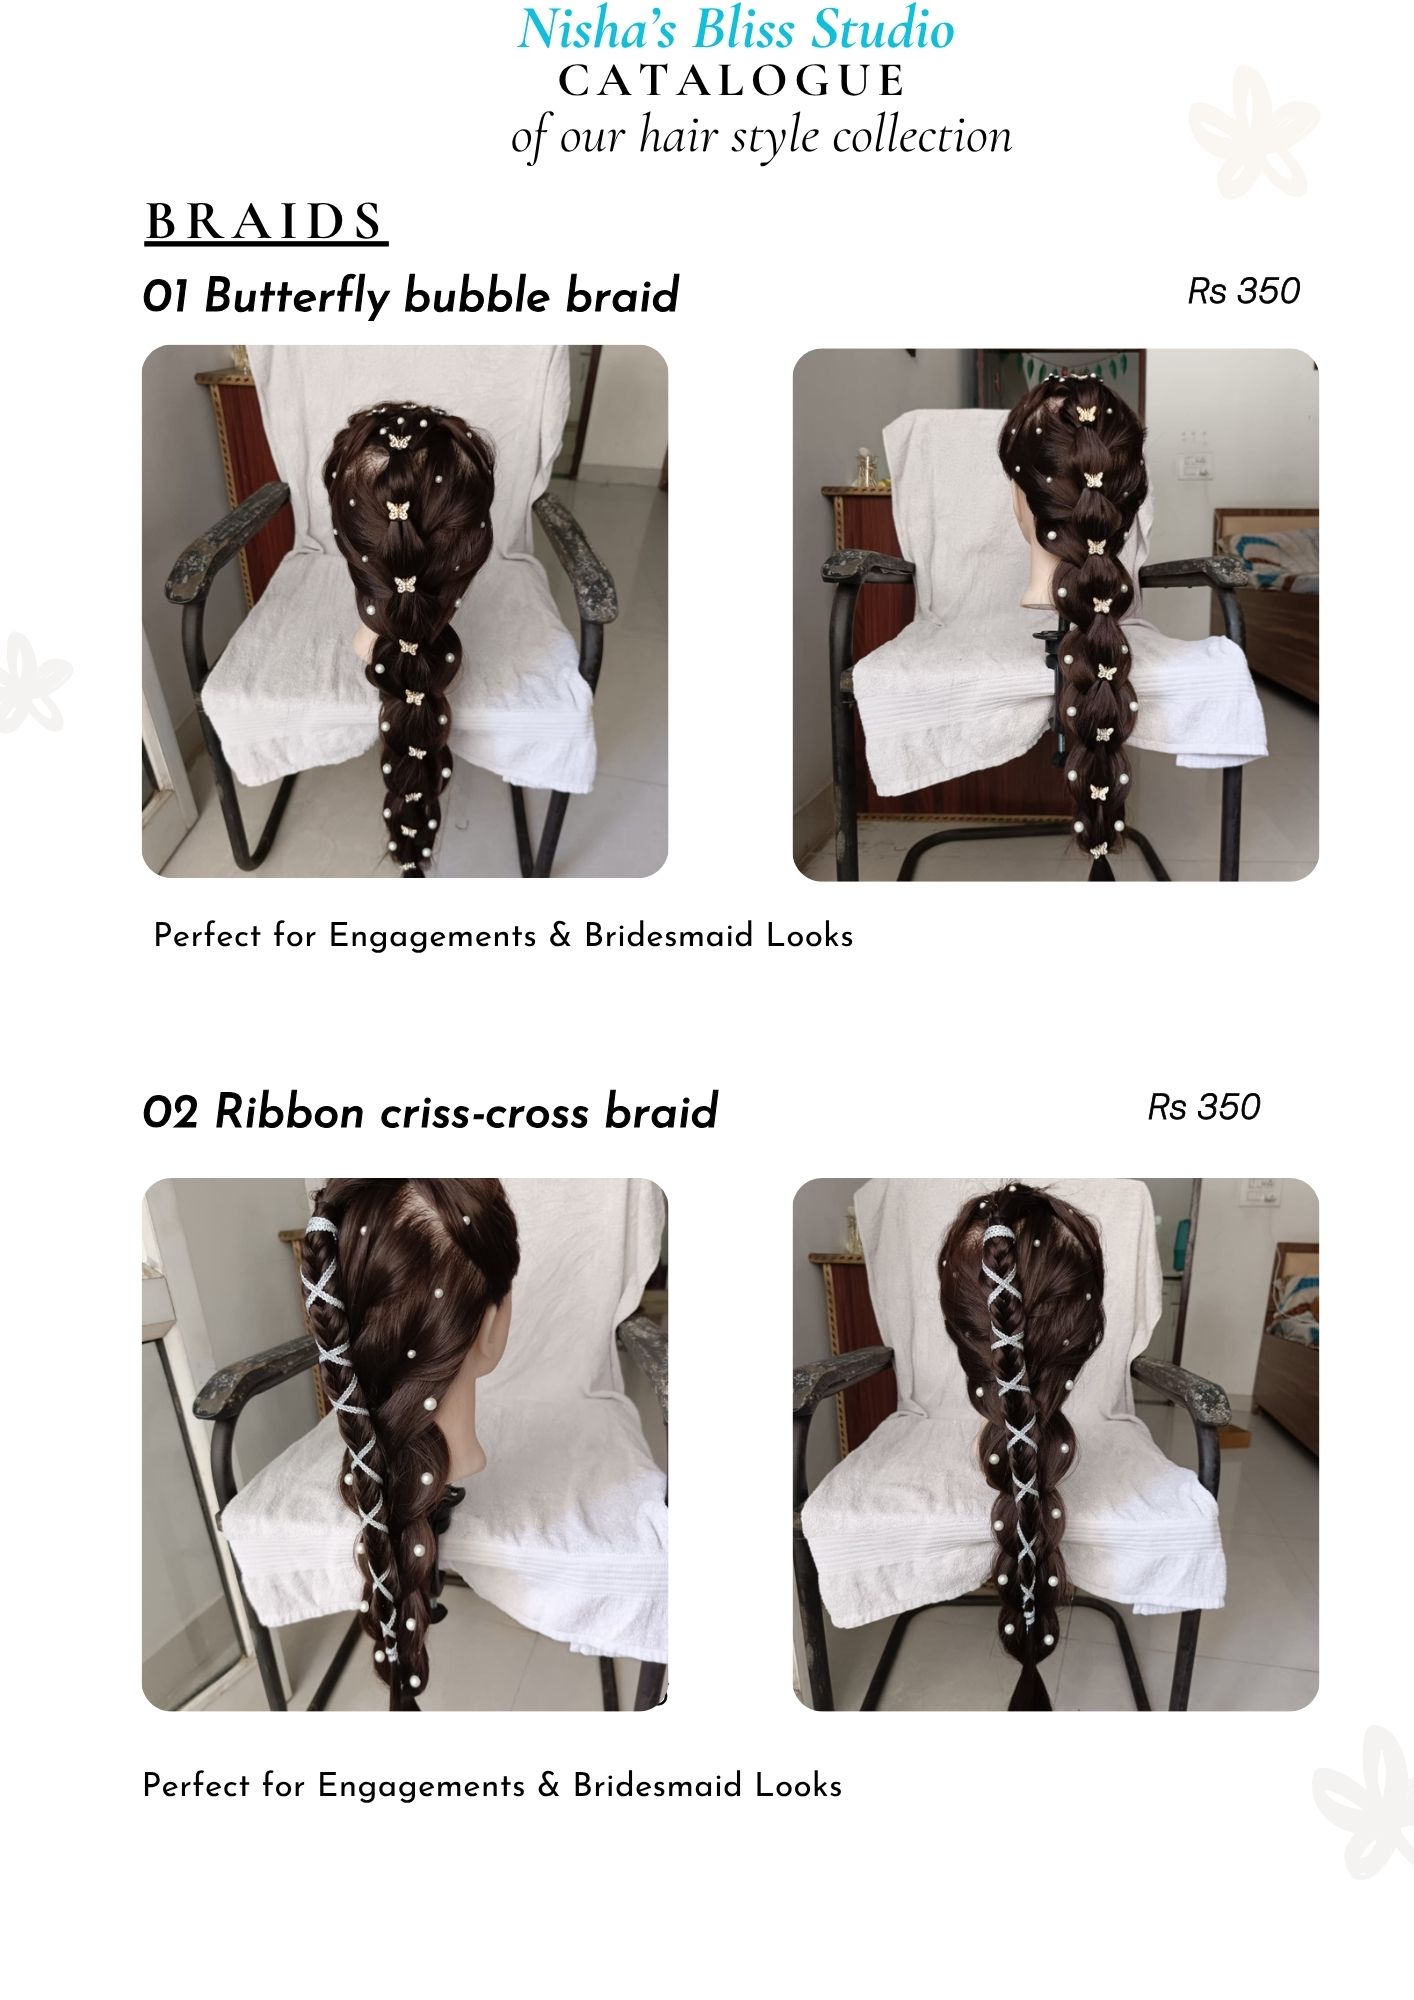 Nisha's Bliss Studio
CATALOGUE
of our hair style collection
BRAIDS
01 Butterfly bubble braid
Rs 350
Perfect for Engagements & Bridesmaid Looks
02 Ribbon criss-cross braid
Rs 350
Perfect for Engagements & Bridesmaid Looks